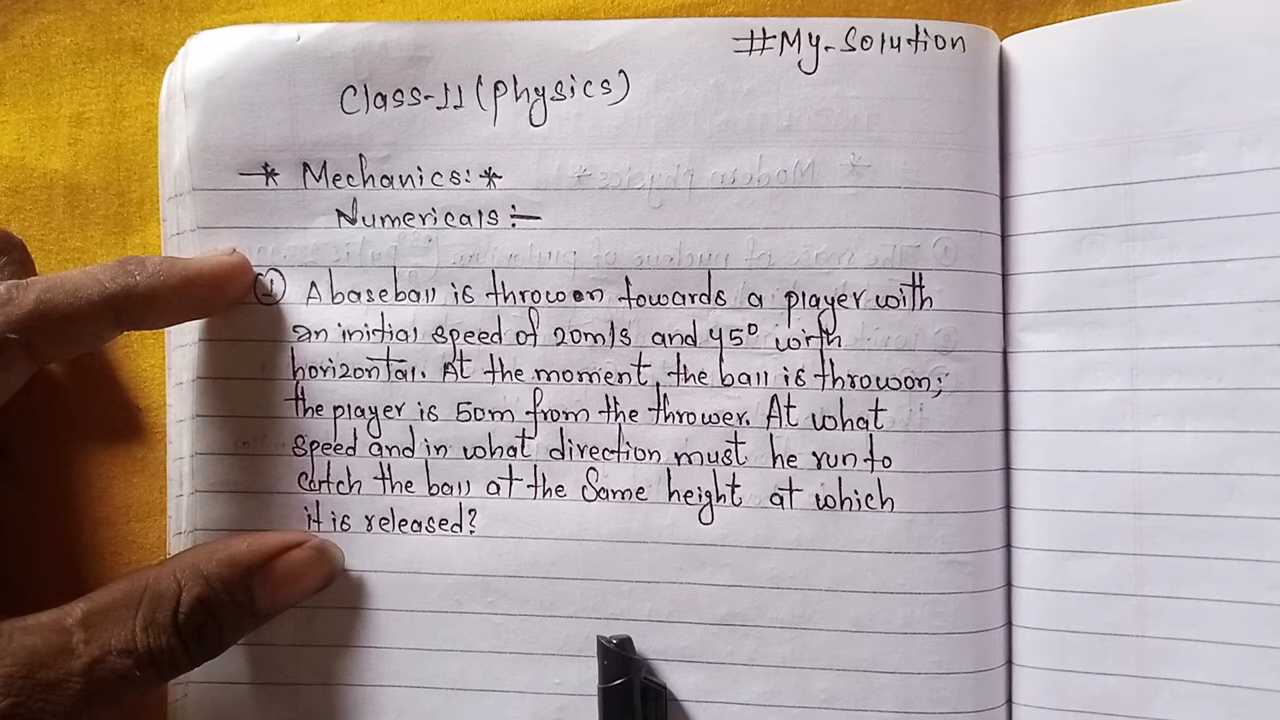 #My-Solution
Class-11 (Physics)
* Mechanics: *
Numericals :-
① A baseball is throwon towards a player with
an initial speed of 20m/s and 45° with
horizontal. At the moment, the ball is throwon;
the player is 50m from the thrower. At what
speed and in what direction must he run to
catch the ball at the same height at which
it is released?